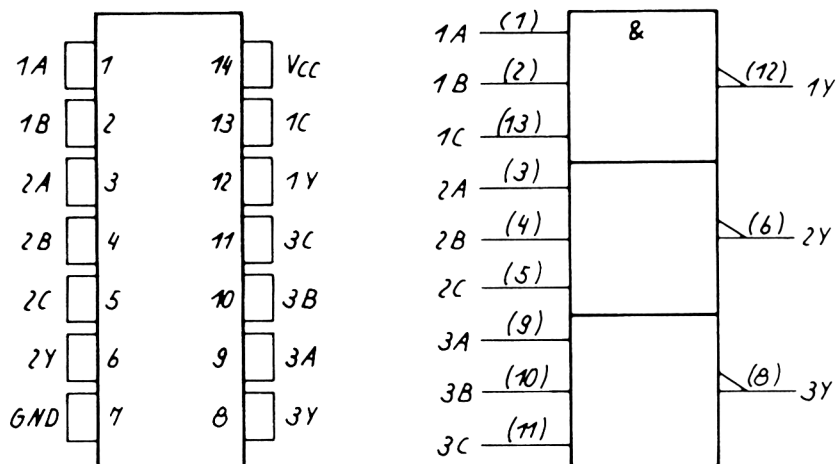 1A 1 14 VCC
1B 2 13 1C
2A 3 12 1Y
2B 4 11 3C
2C 5 10 3B
2Y 6 9 3A
GND 7 8 3Y
&
1A (1)
1B (2)
1C (13)
(12) 1Y
2A (3)
2B (4)
2C (5)
(6) 2Y
3A (9)
3B (10)
3C (11)
(8) 3Y